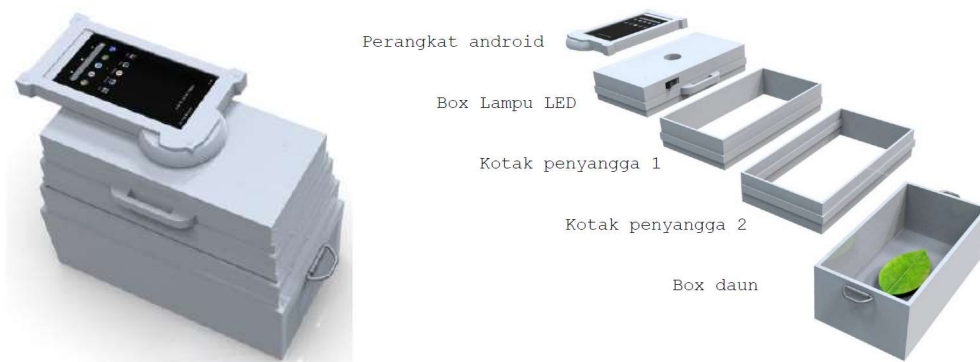 Perangkat android
Box Lampu LED
Kotak penyangga 1
Kotak penyangga 2
Box daun